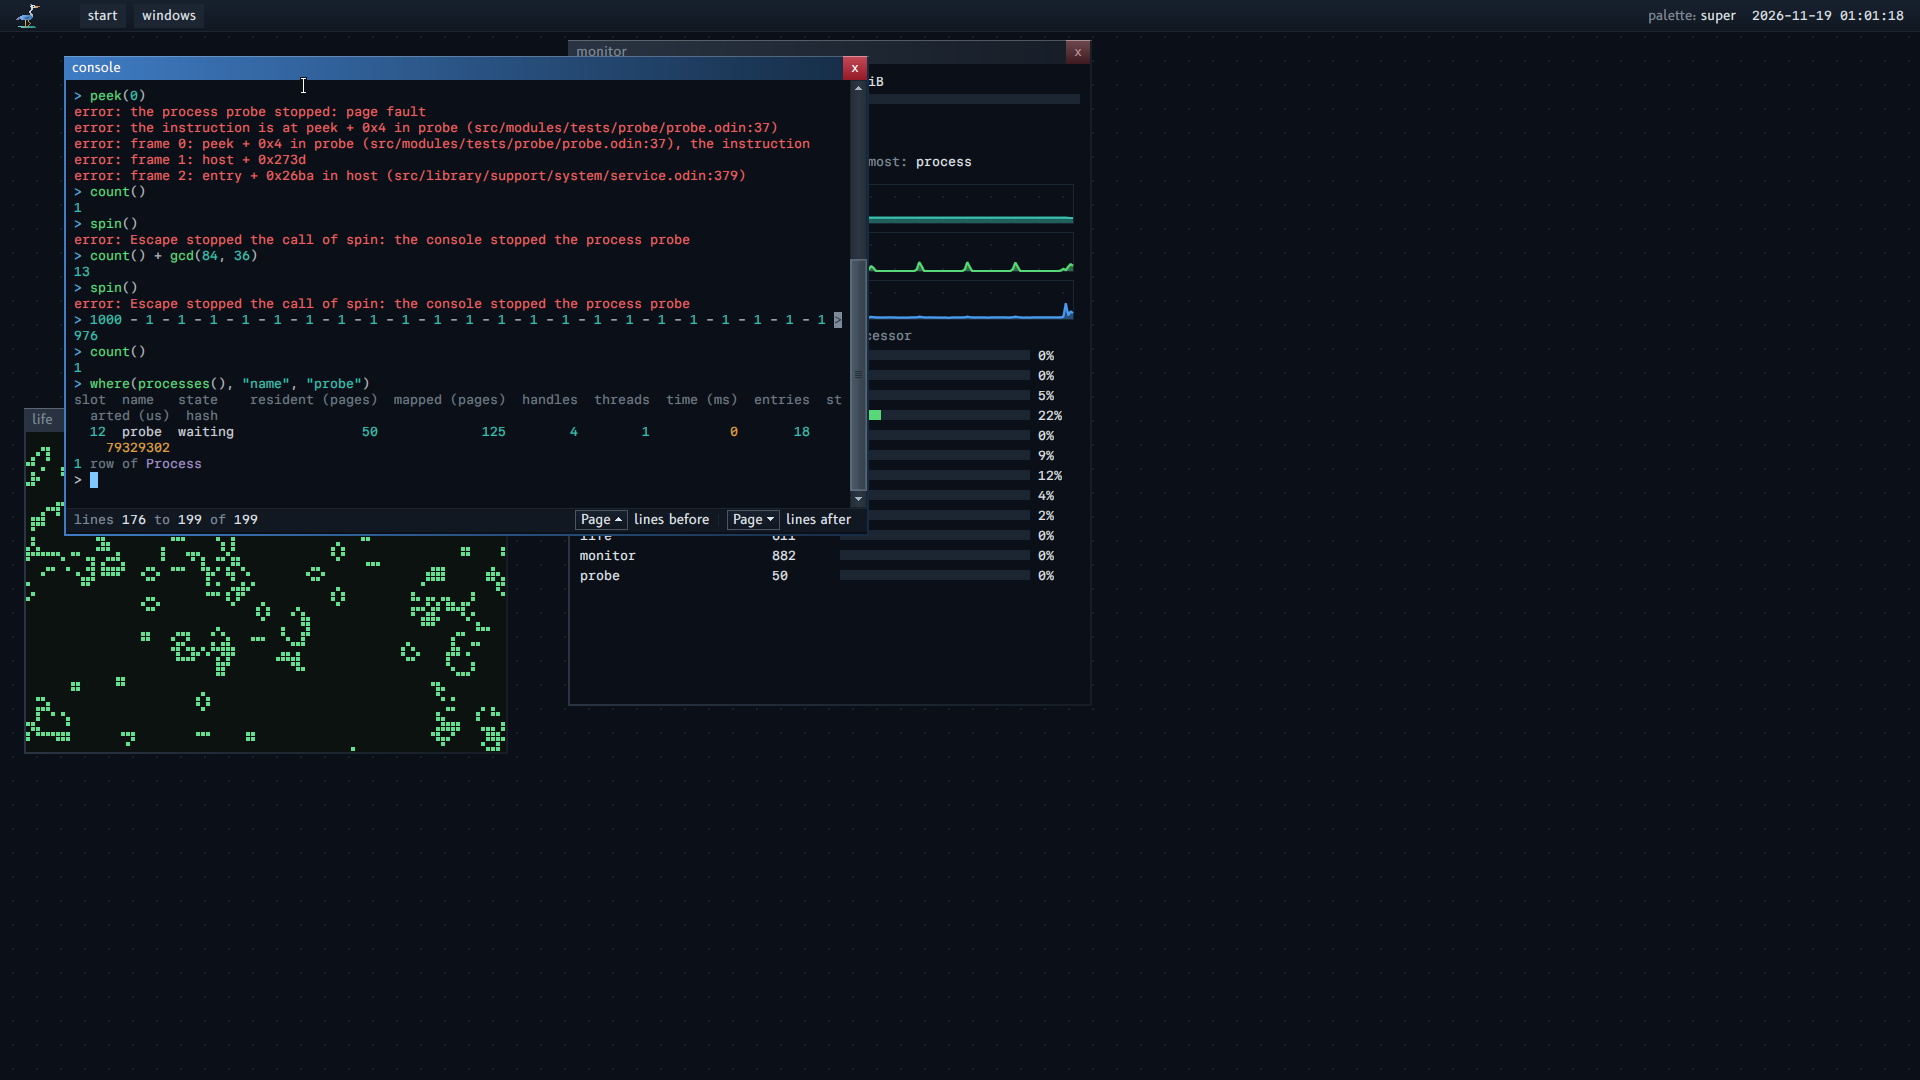 start windows palette: super 2026-11-19 01:01:18
monitor x
console x
iB
> peek(0)
error: the process probe stopped: page fault
error: the instruction is at peek + 0x4 in probe (src/modules/tests/probe/probe.odin:37)
error: frame 0: peek + 0x4 in probe (src/modules/tests/probe/probe.odin:37), the instruction
error: frame 1: host + 0x273d
error: frame 2: entry + 0x26ba in host (src/library/support/system/service.odin:379)
> count()
1
> spin()
error: Escape stopped the call of spin: the console stopped the process probe
> count() + gcd(84, 36)
13
> spin()
error: Escape stopped the call of spin: the console stopped the process probe
> 1000 - 1 - 1 - 1 - 1 - 1 - 1 - 1 - 1 - 1 - 1 - 1 - 1 - 1 - 1 - 1 - 1 - 1 - 1 - 1 - 1 - 1 - 1 >
976
> count()
1
> where(processes(), "name", "probe")
slot name state resident (pages) mapped (pages) handles threads time (ms) entries st
arted (us) hash
12 probe waiting 50 125 4 1 0 18
79329302
1 row of Process
>
lines 176 to 199 of 199 Page lines before Page lines after
most: process
cessor
0%
0%
5%
22%
0%
9%
12%
4%
2%
0%
monitor 882 0%
probe 50 0%
life